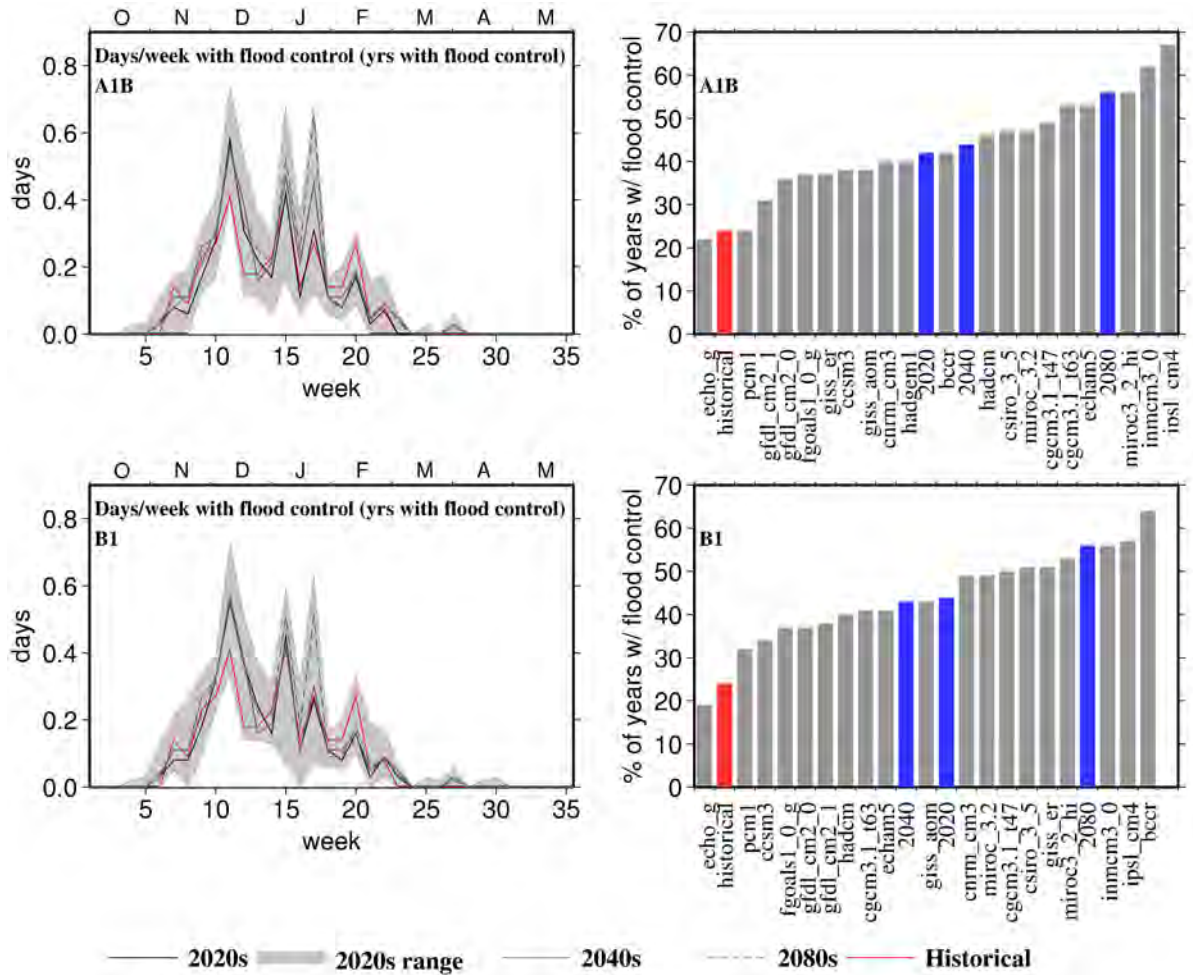 O N D J F M A M
Days/week with flood control (yrs with flood control)
A1B
days
0.8
0.6
0.4
0.2
0.0
5 10 15 20 25 30 35
week
70
60
50
40
30
20
10
0
% of years w/ flood control
A1B
echo_g
historical
pcm1
gfdl_cm2_1
gfdl_cm2_0
fgoals1_0_g
giss_er
ccsm3
giss_aom
cnrm_cm3
hadgem1
2020
bccr
2040
hadcm
csiro_3_5
miroc_3.2
cgcm3.1_t47
cgcm3.1_t63
echam5
2080
miroc3_2_hi
inmcm3_0
ipsl_cm4
O N D J F M A M
Days/week with flood control (yrs with flood control)
B1
days
0.8
0.6
0.4
0.2
0.0
5 10 15 20 25 30 35
week
70
60
50
40
30
20
10
0
% of years w/ flood control
B1
echo_g
historical
pcm1
ccsm3
fgoals1_0_g
gfdl_cm2_0
gfdl_cm2_1
hadcm
cgcm3.1_t63
echam5
2040
giss_aom
2020
cnrm_cm3
miroc_3.2
cgcm3.1_t47
csiro_3_5
giss_er
miroc3_2_hi
2080
inmcm3_0
ipsl_cm4
bccr
2020s 2020s range 2040s 2080s Historical